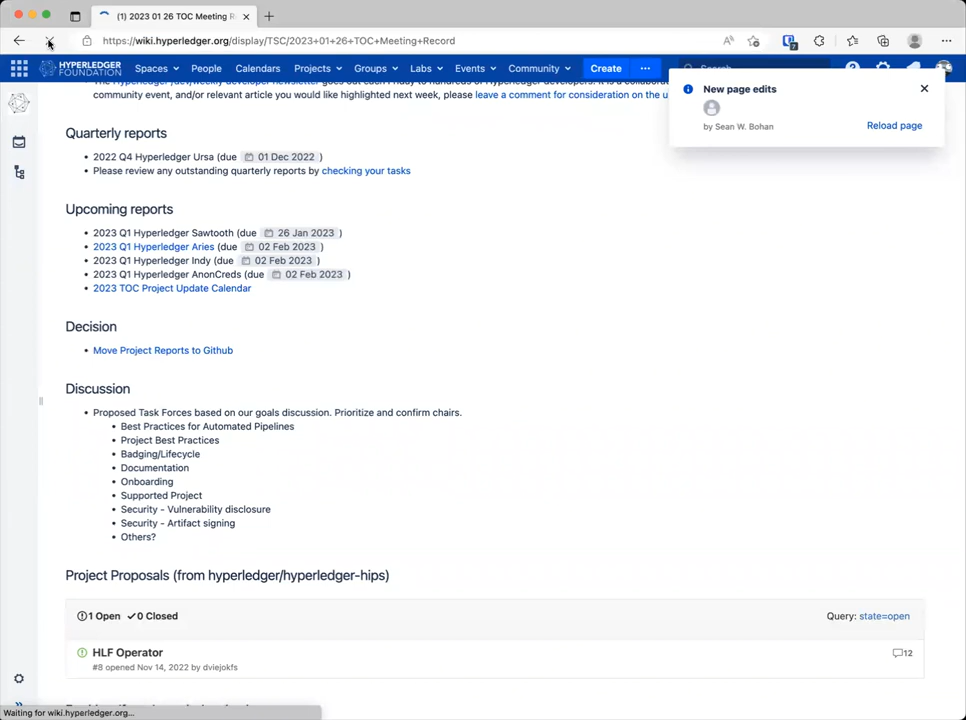 (1) 2023 01 26 TOC Meeting R
https://wiki.hyperledger.org/display/TSC/2023+01+26+TOC+Meeting+Record
HYPERLEDGER FOUNDATION Spaces People Calendars Projects Groups Labs Events Community Create ... Search
community event, and/or relevant article you would like highlighted next week, please leave a comment for consideration on the u
New page edits
by Sean W. Bohan
Reload page
Quarterly reports
• 2022 Q4 Hyperledger Ursa (due 01 Dec 2022 )
• Please review any outstanding quarterly reports by checking your tasks
Upcoming reports
• 2023 Q1 Hyperledger Sawtooth (due 26 Jan 2023 )
• 2023 Q1 Hyperledger Aries (due 02 Feb 2023 )
• 2023 Q1 Hyperledger Indy (due 02 Feb 2023 )
• 2023 Q1 Hyperledger AnonCreds (due 02 Feb 2023 )
• 2023 TOC Project Update Calendar
Decision
• Move Project Reports to Github
Discussion
• Proposed Task Forces based on our goals discussion. Prioritize and confirm chairs.
• Best Practices for Automated Pipelines
• Project Best Practices
• Badging/Lifecycle
• Documentation
• Onboarding
• Supported Project
• Security - Vulnerability disclosure
• Security - Artifact signing
• Others?
Project Proposals (from hyperledger/hyperledger-hips)
1 Open ✓0 Closed
Query: state=open
HLF Operator
12
#8 opened Nov 14, 2022 by dviejokfs
Waiting for wiki.hyperledger.org...